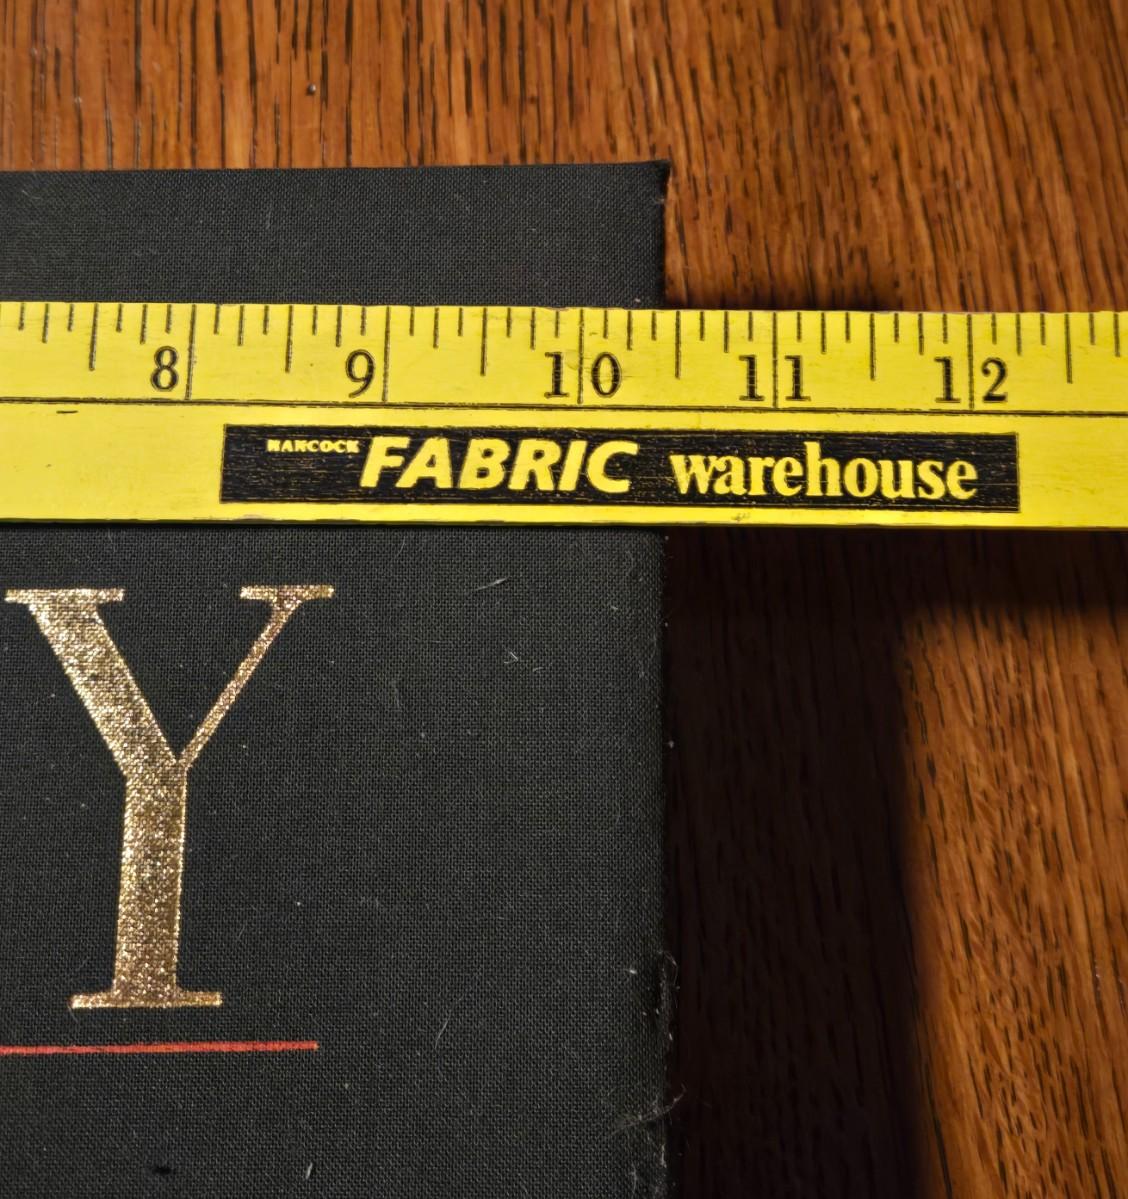 8 9 10 11 12
HANCOCK FABRIC warehouse
Y